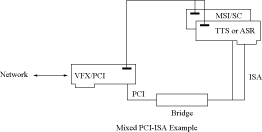 MSI/SC
TTS or ASR
Network
VFX/PCI
ISA
PCI
Bridge
Mixed PCI-ISA Example